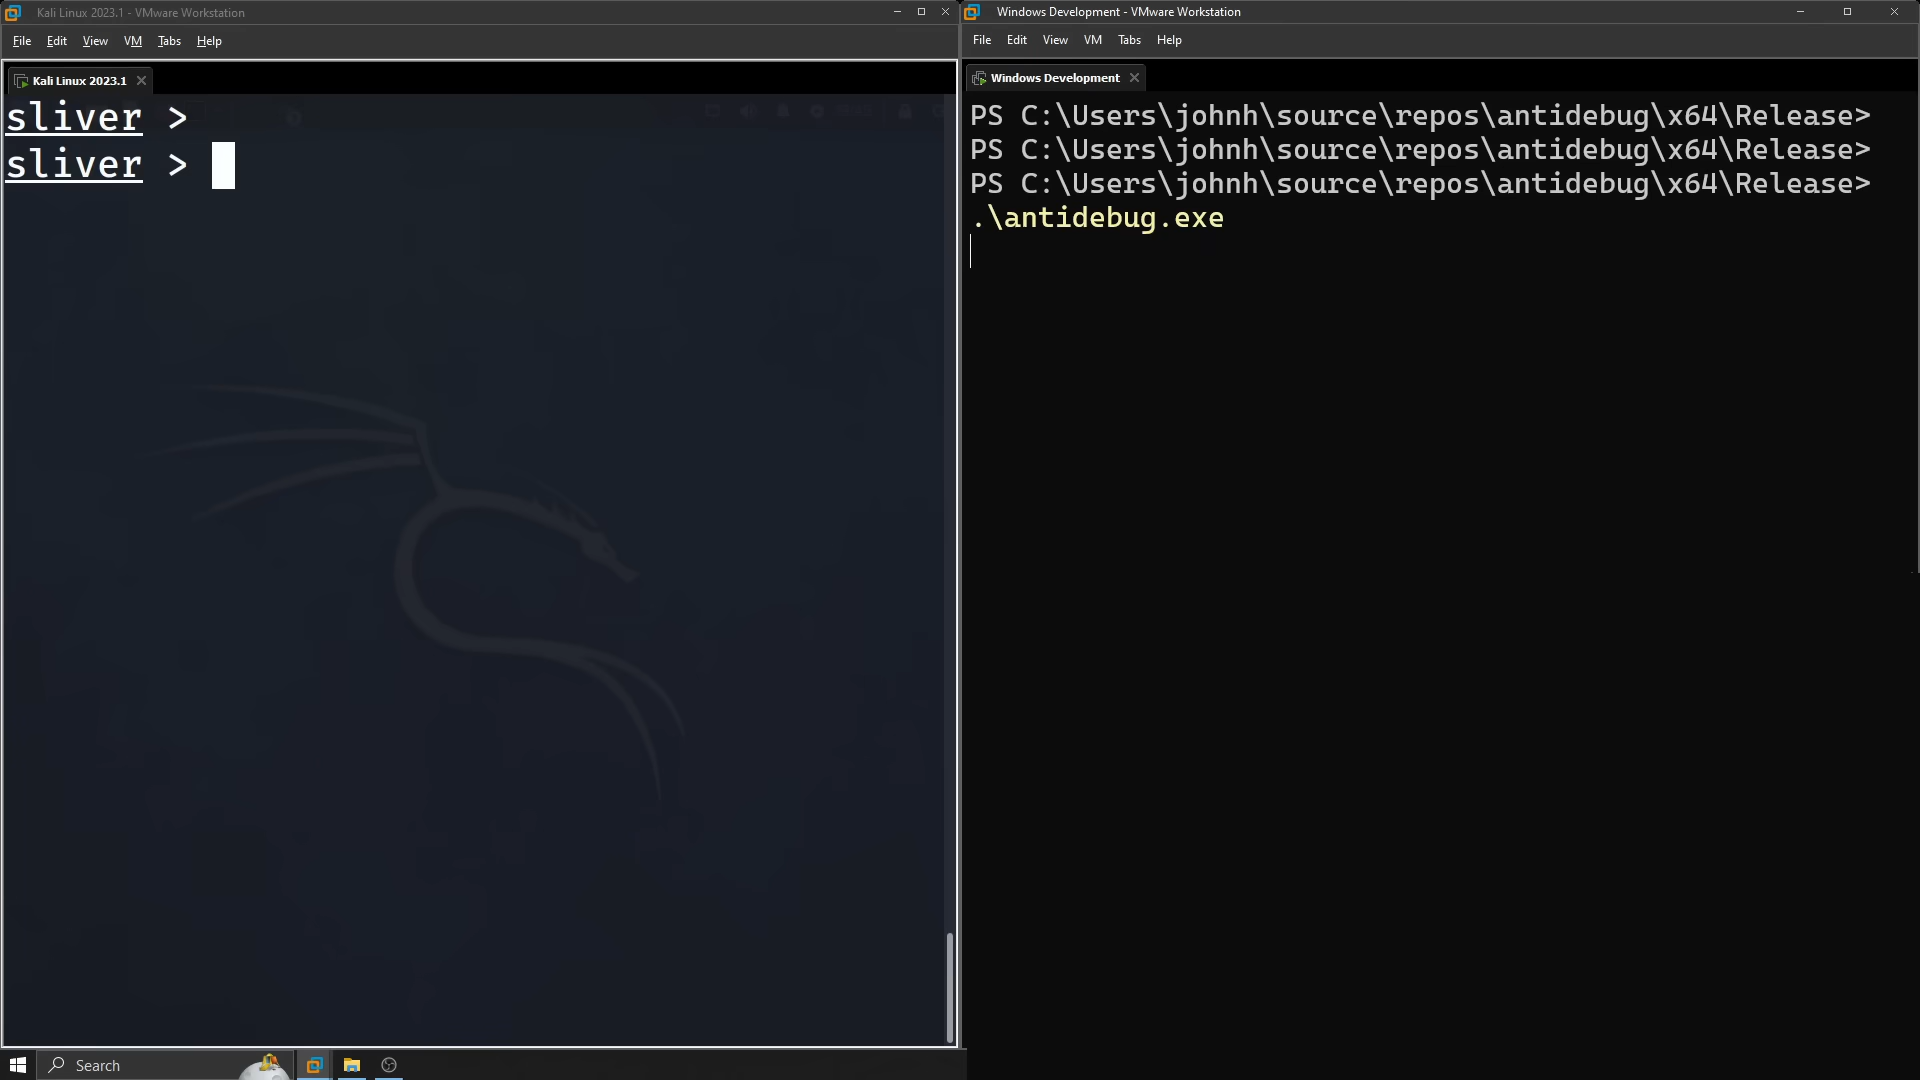 Kali Linux 2023.1 - VMware Workstation
File Edit View VM Tabs Help
Kali Linux 2023.1
sliver >
sliver >
Windows Development - VMware Workstation
File Edit View VM Tabs Help
Windows Development
PS C:\Users\johnh\source\repos\antidebug\x64\Release>
PS C:\Users\johnh\source\repos\antidebug\x64\Release>
PS C:\Users\johnh\source\repos\antidebug\x64\Release>
.\antidebug.exe
Search